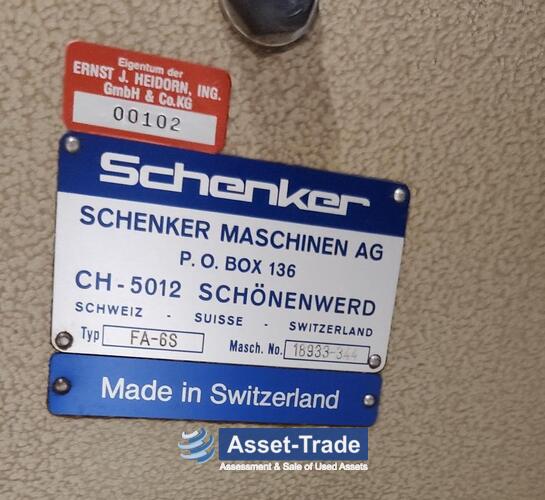 Eigentum der
ERNST J. HEIDORN, ING.
GmbH & Co.KG
00102
Schenker
SCHENKER MASCHINEN AG
P.O. BOX 136
CH-5012 SCHÖNENWERD
SCHWEIZ - SUISSE - SWITZERLAND
Typ FA-6S Masch. No. 18933-344
Made in Switzerland
Asset-Trade
Assessment & Sale of Used Assets